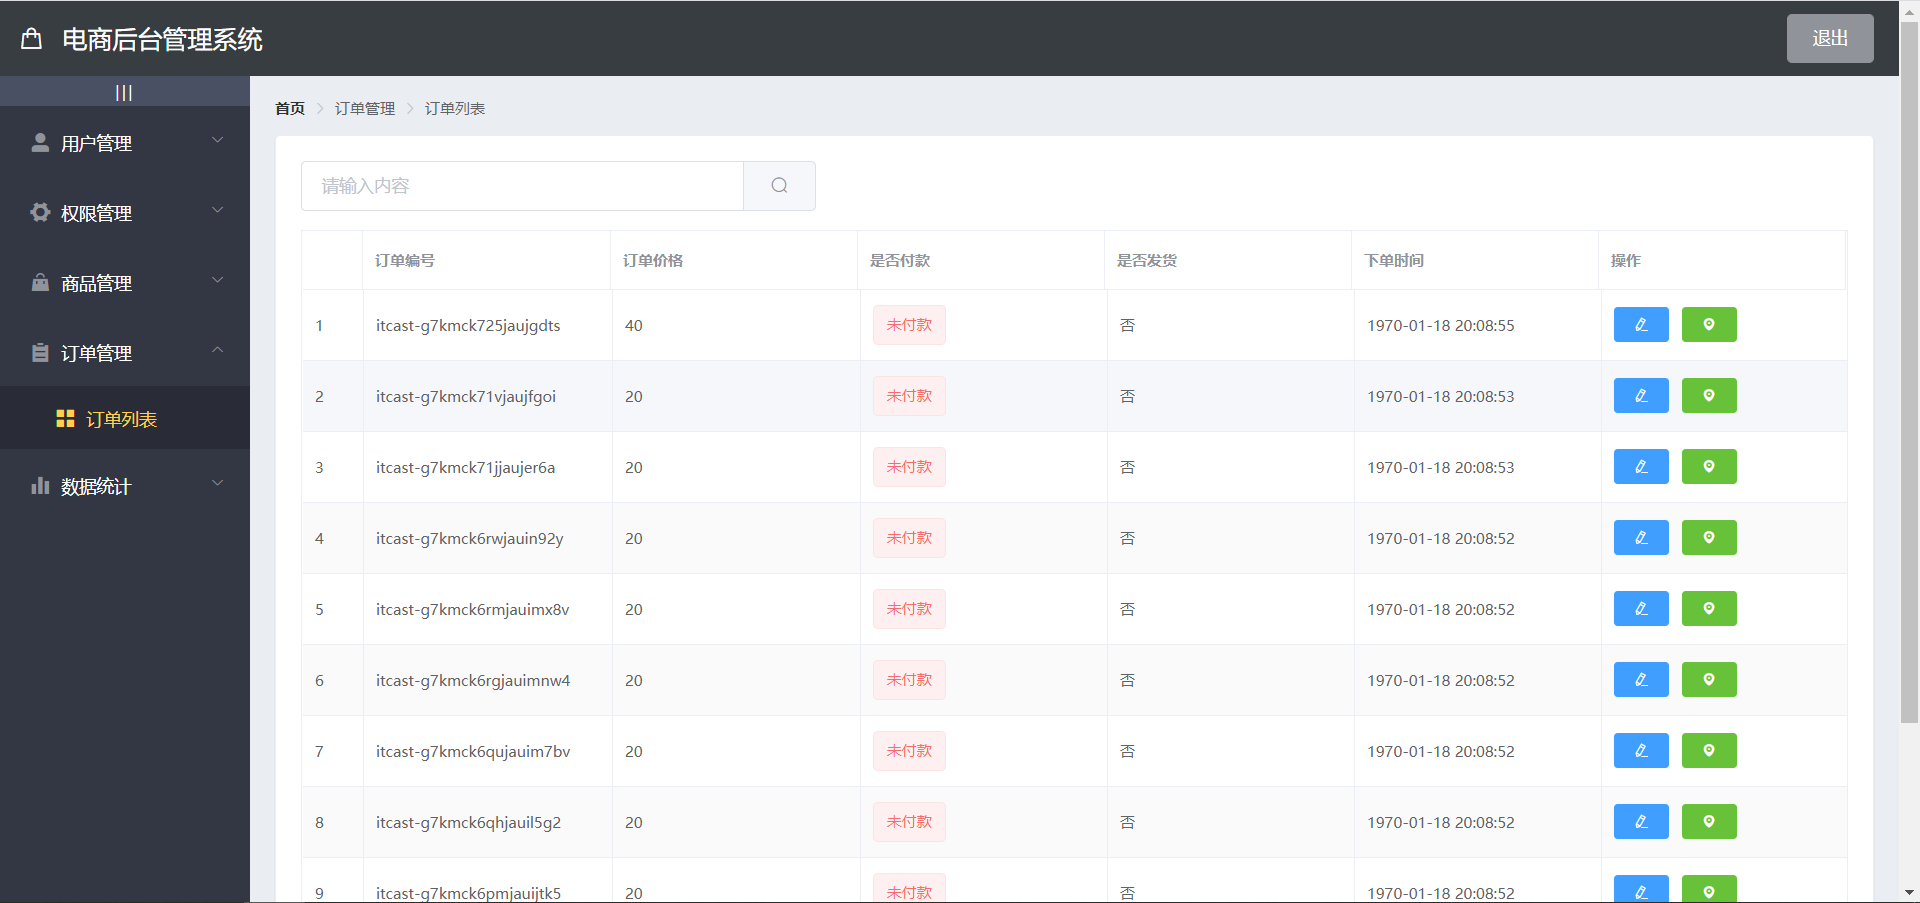 电商后台管理系统
退出
|||
用户管理
权限管理
商品管理
订单管理
订单列表
数据统计
首页 > 订单管理 > 订单列表
请输入内容
订单编号 订单价格 是否付款 是否发货 下单时间 操作
1 itcast-g7kmck725jaujgdts 40 未付款 否 1970-01-18 20:08:55
2 itcast-g7kmck71vjaujfgoi 20 未付款 否 1970-01-18 20:08:53
3 itcast-g7kmck71jjaujer6a 20 未付款 否 1970-01-18 20:08:53
4 itcast-g7kmck6rwjauin92y 20 未付款 否 1970-01-18 20:08:52
5 itcast-g7kmck6rmjauimx8v 20 未付款 否 1970-01-18 20:08:52
6 itcast-g7kmck6rgjauimnw4 20 未付款 否 1970-01-18 20:08:52
7 itcast-g7kmck6qujauim7bv 20 未付款 否 1970-01-18 20:08:52
8 itcast-g7kmck6qhjauil5g2 20 未付款 否 1970-01-18 20:08:52
9 itcast-g7kmck6pmjauijtk5 20 未付款 否 1970-01-18 20:08:52